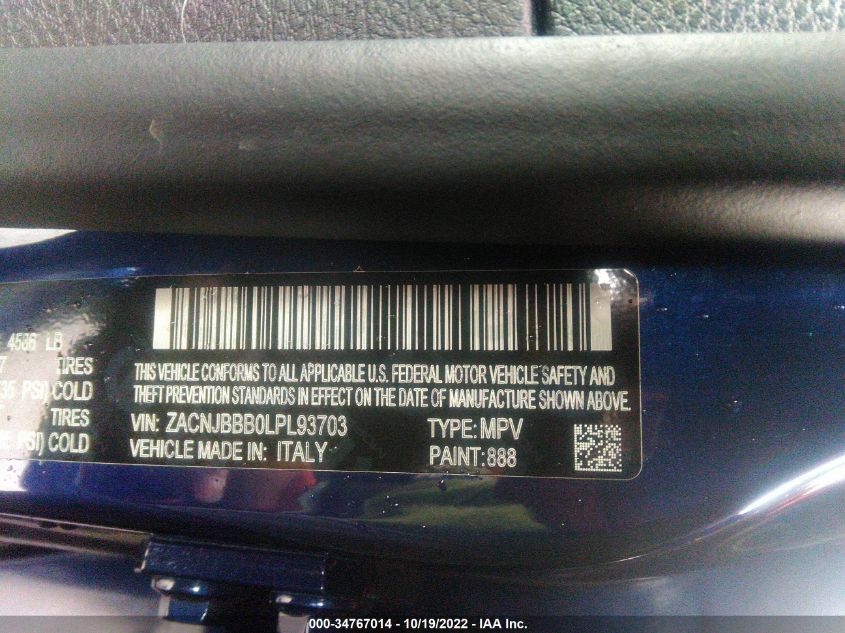 4586 LB
7 TIRES
35 PSI) COLD
TIRES
PSI) COLD
THIS VEHICLE CONFORMS TO ALL APPLICABLE U.S. FEDERAL MOTOR VEHICLE SAFETY AND
THEFT PREVENTION STANDARDS IN EFFECT ON THE DATE OF MANUFACTURE SHOWN ABOVE.
VIN: ZACNJBBB0LPL93703 TYPE: MPV
VEHICLE MADE IN: ITALY PAINT: 888
000-34767014 - 10/19/2022 - IAA Inc.